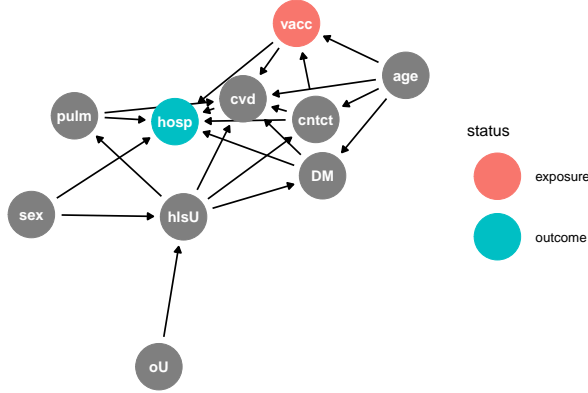 vacc
age
cvd
pulm
hosp
cntct
status
DM
exposure
sex
hlsU
outcome
oU